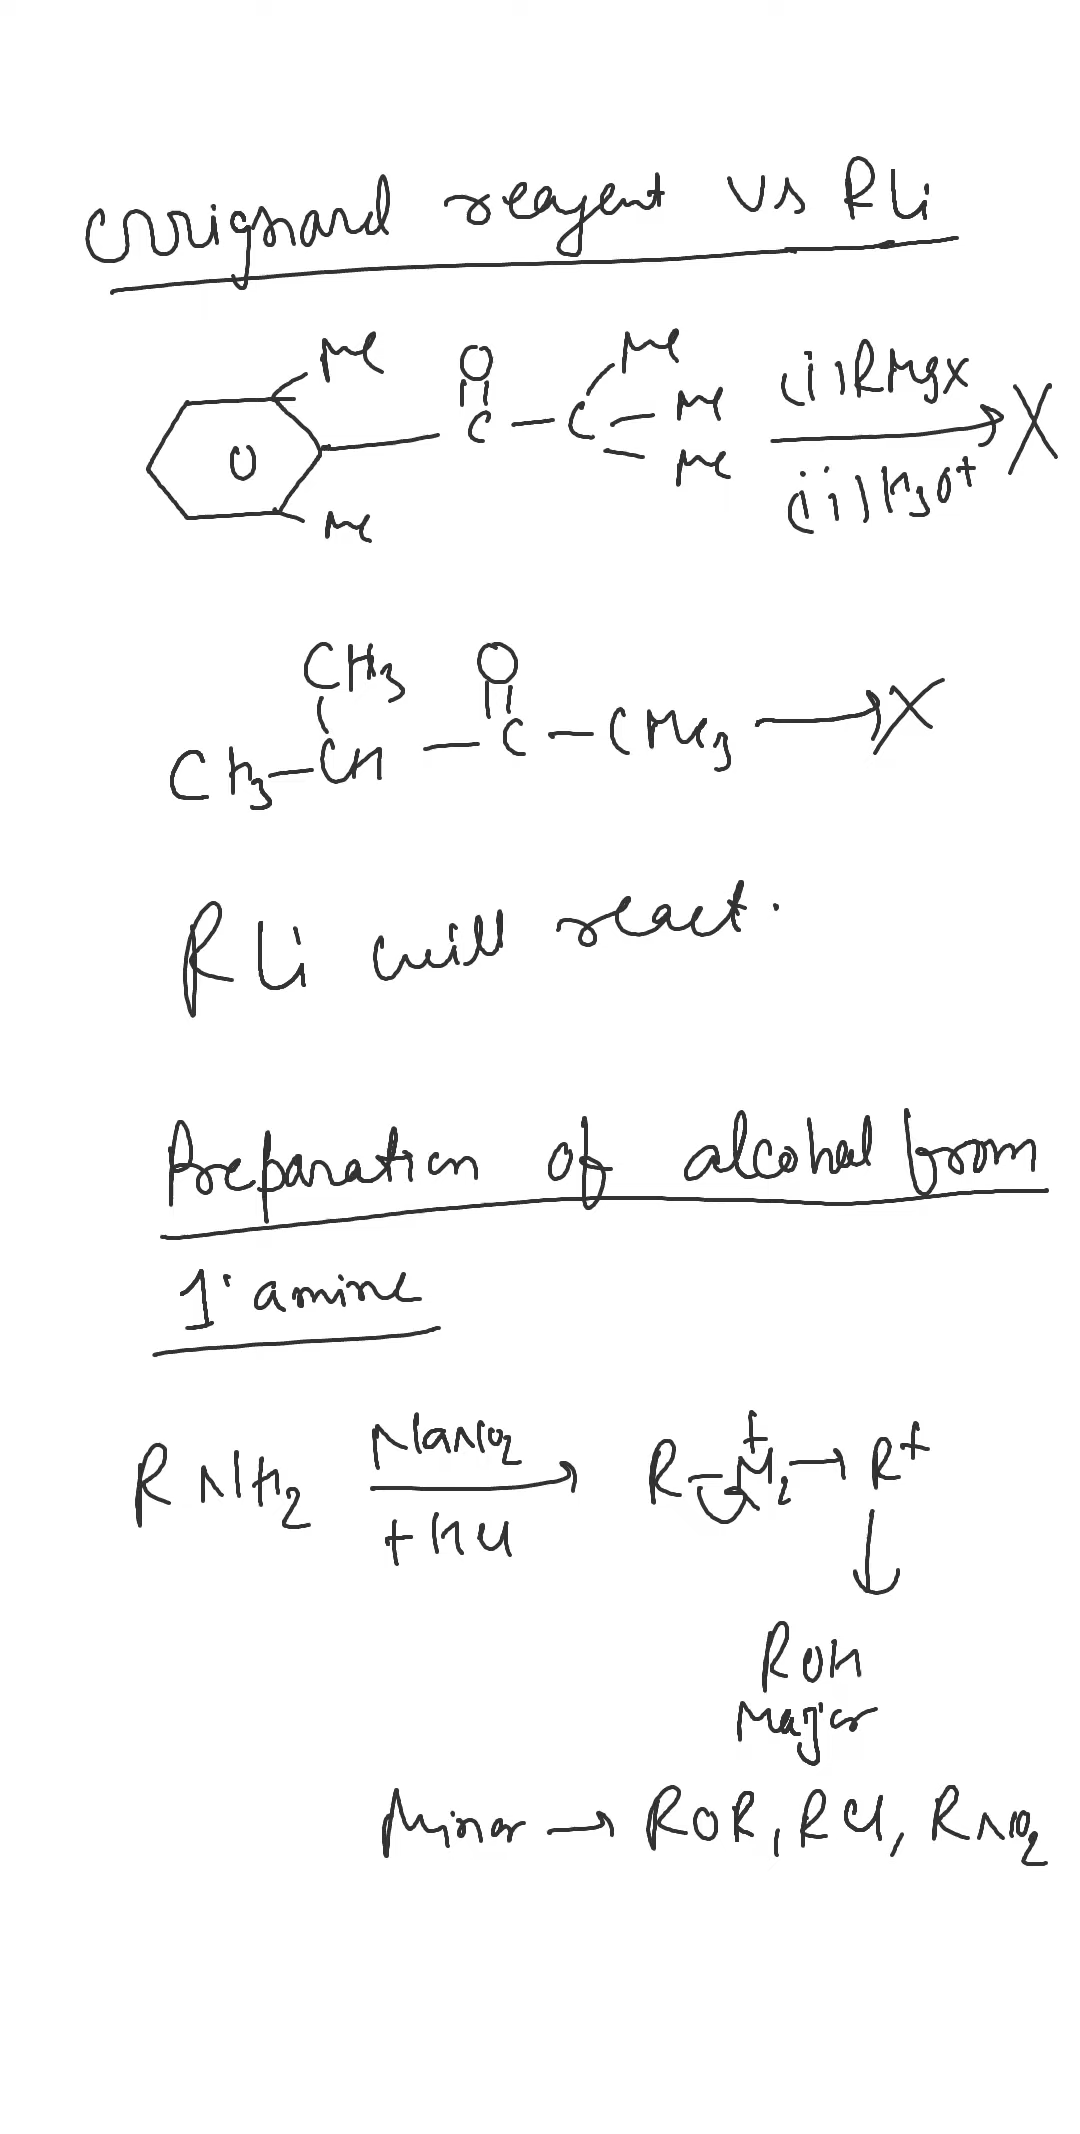 Grignard reagent vs RLi
Me O Me
C - C - Me (i) RMgX X
O Me (ii) H3O+
Me
CH3 O
CH3-CH - C - CMe3 → X
RLi will react.
Preparation of alcohal from
1° amine
RNH2 NaNO2 R-N2+ → R+
+HCl
ROH
Major
Minor → ROR, RCl, RNO2